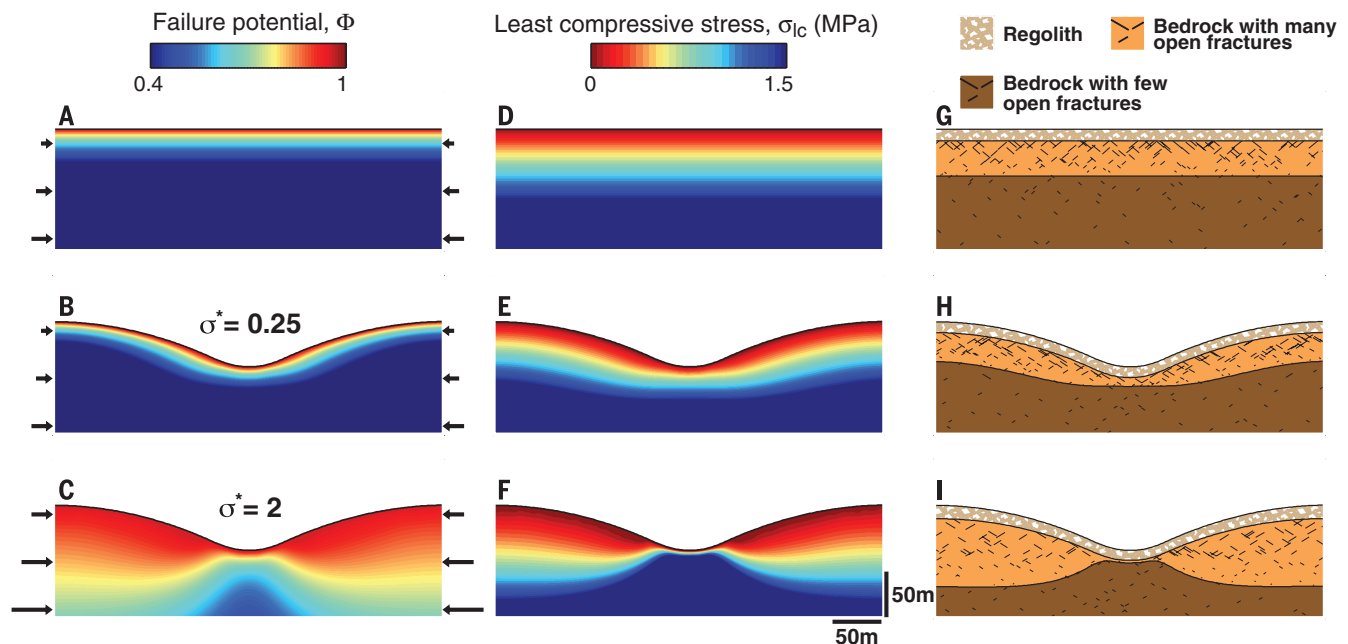 Failure potential, Φ
0.4 1
Least compressive stress, σlc (MPa)
0 1.5
Regolith
Bedrock with many
open fractures
Bedrock with few
open fractures
A
D
G
B
σ* = 0.25
E
H
C
σ* = 2
F
I
50m
50m